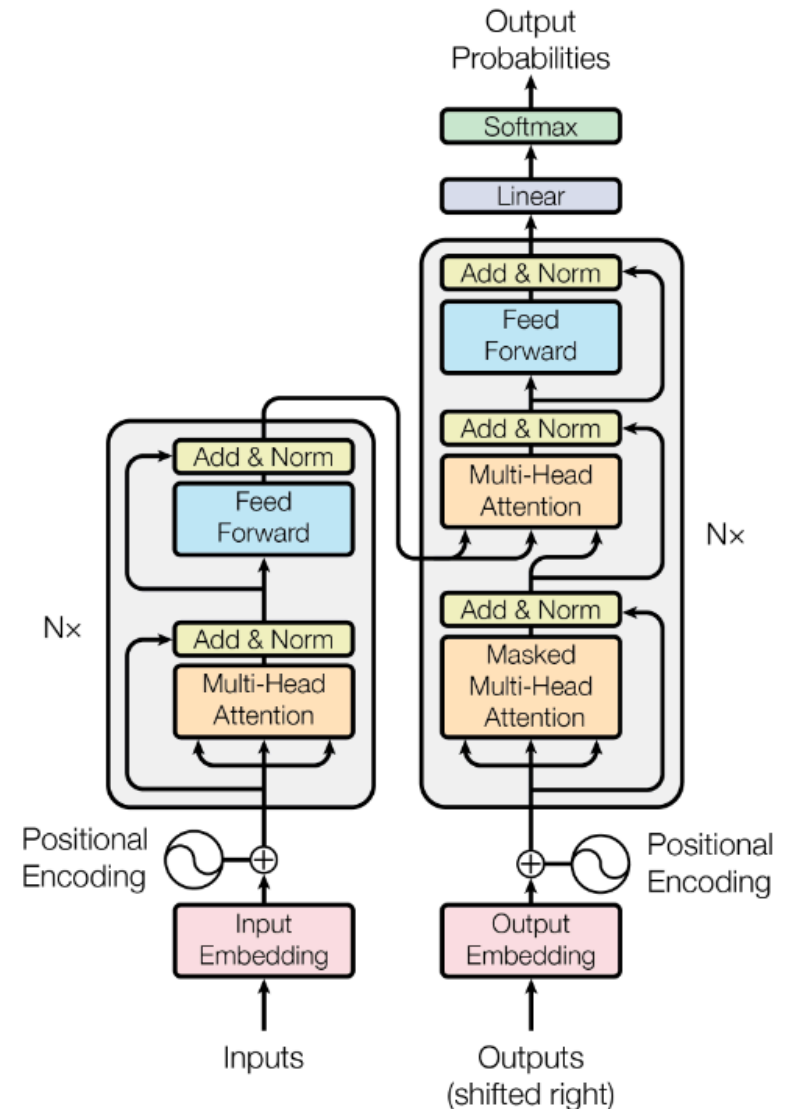 Output
Probabilities
Softmax
Linear
Add & Norm
Feed
Forward
Add & Norm
Multi-Head
Attention
Nx
Add & Norm
Masked
Multi-Head
Attention
Add & Norm
Feed
Forward
Nx
Add & Norm
Multi-Head
Attention
Positional
Encoding
Positional
Encoding
Input
Embedding
Output
Embedding
Inputs
Outputs
(shifted right)